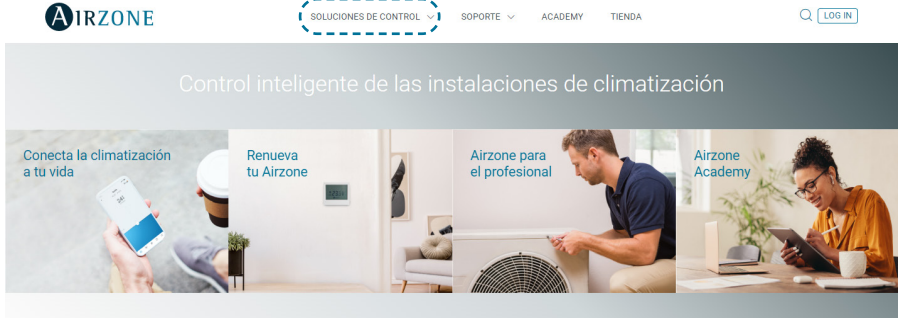 AIRZONE
SOLUCIONES DE CONTROL
SOPORTE
ACADEMY
TIENDA
LOG IN
Control inteligente de las instalaciones de climatización
Conecta la climatización
a tu vida
Renueva
tu Airzone
Airzone para
el profesional
Airzone
Academy